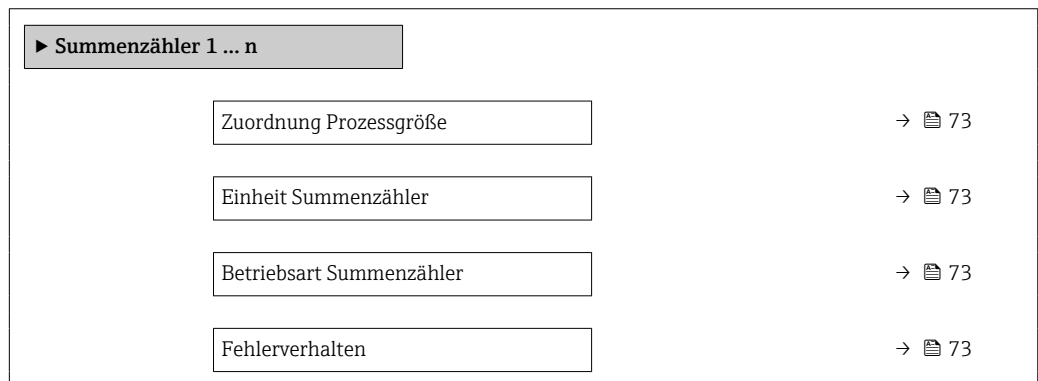 ▶ Summenzähler 1 … n
Zuordnung Prozessgröße → 73
Einheit Summenzähler → 73
Betriebsart Summenzähler → 73
Fehlerverhalten → 73